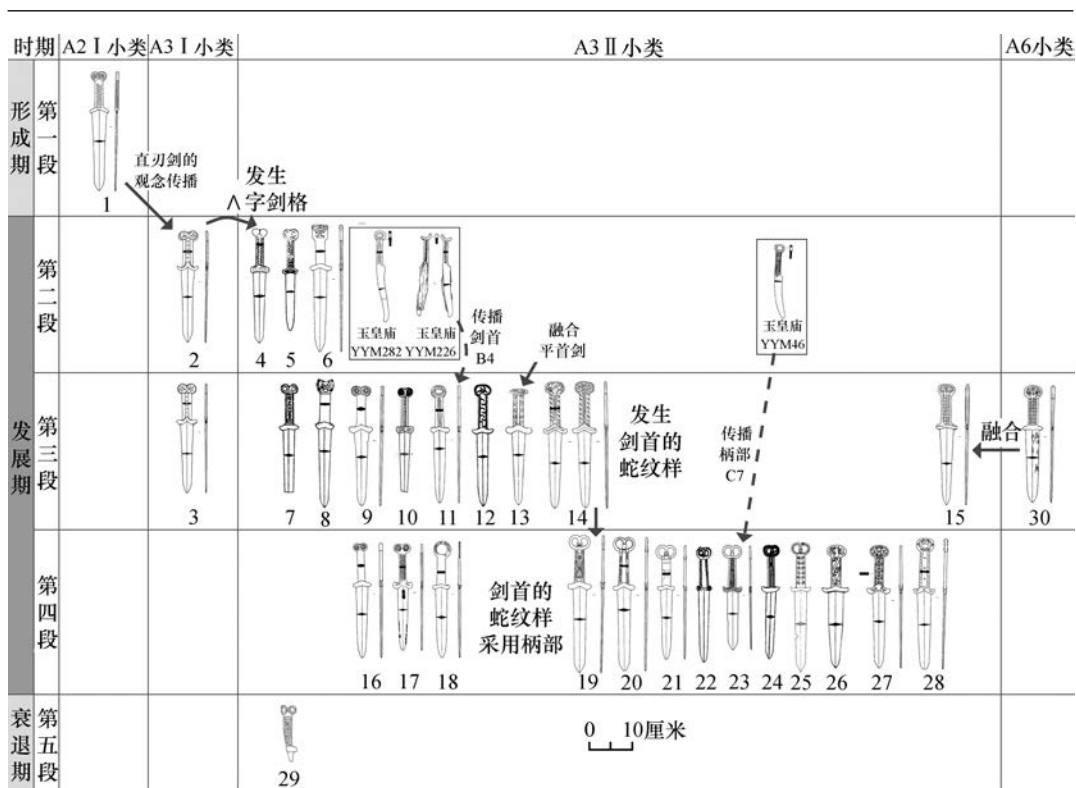 时期 A2Ⅰ小类 A3Ⅰ小类 A3Ⅱ小类 A6小类
形成期
第一段
直刃剑的
观念传播
发生
∧字剑格
1
发展期
第二段
玉皇庙
YYM282
玉皇庙
YYM226
传播
剑首
B4
融合
平首剑
玉皇庙
YYM46
2 4 5 6
第三段
发生
剑首的
蛇纹样
传播
柄部
C7
融合
3 7 8 9 10 11 12 13 14 15 30
第四段
剑首的
蛇纹样
采用柄部
16 17 18 19 20 21 22 23 24 25 26 27 28
衰退期
第五段
29
0 10厘米